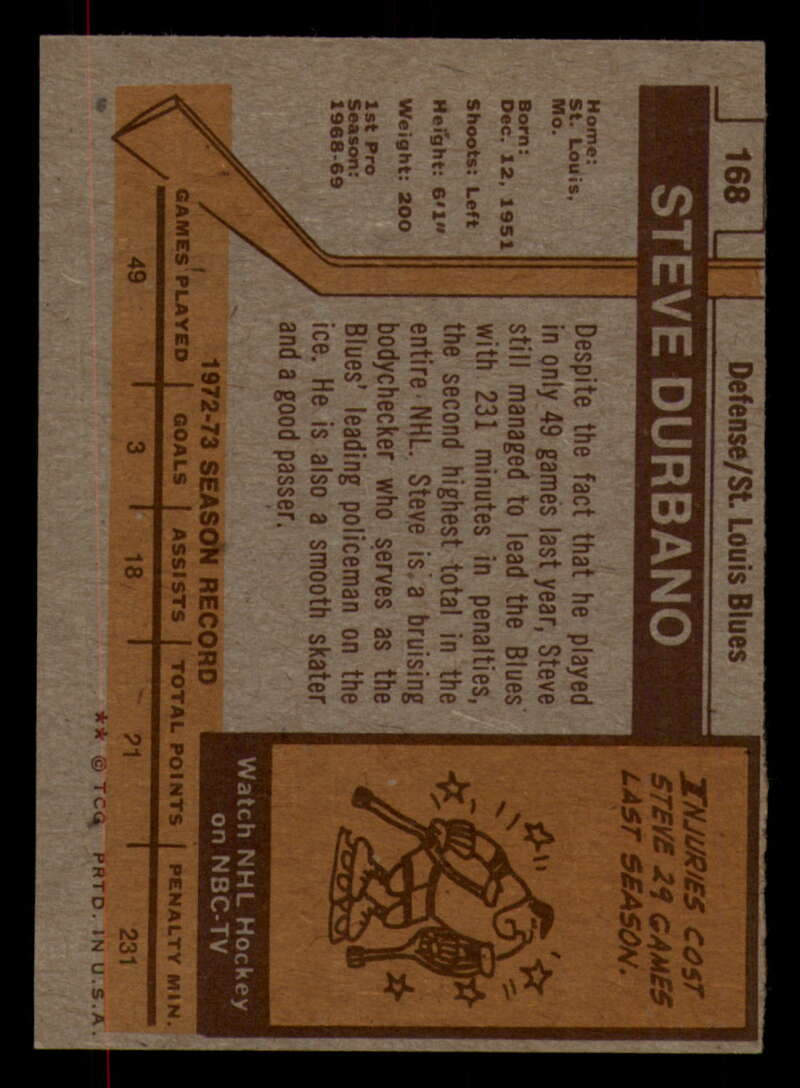 168
Defense/St. Louis Blues
STEVE DURBANO
Home:
St. Louis,
Mo.
Born:
Dec. 12, 1951
Shoots: Left
Height: 6'1"
Weight: 200
1st Pro
Season:
1968-69
Despite the fact that he played
in only 49 games last year, Steve
still managed to lead the Blues
with 231 minutes in penalties,
the second highest total in the
entire NHL. Steve is a bruising
bodychecker who serves as the
Blues' leading policeman on the
ice. He is also a smooth skater
and a good passer.
INJURIES COST
STEVE 29 GAMES
LAST SEASON.
Watch NHL Hockey
on NBC-TV
1972-73 SEASON RECORD
GAMES PLAYED GOALS ASSISTS TOTAL POINTS PENALTY MIN.
49 3 18 21 231
** © TCG PRTD. IN U.S.A.